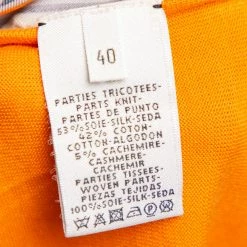 40
PARTIES TRICOTEES-
PARTS KNIT-
PARTES DE PUNTO
53%SOIE-SILK-SEDA
42% COTON-
COTTON-ALGODON
5% CACHEMIRE-
CASHMERE-
CACHEMIR
PARTIES TISSEES-
WOVEN PARTS-
PIEZAS TEJIDAS
100%SOIE-SILK-SEDA